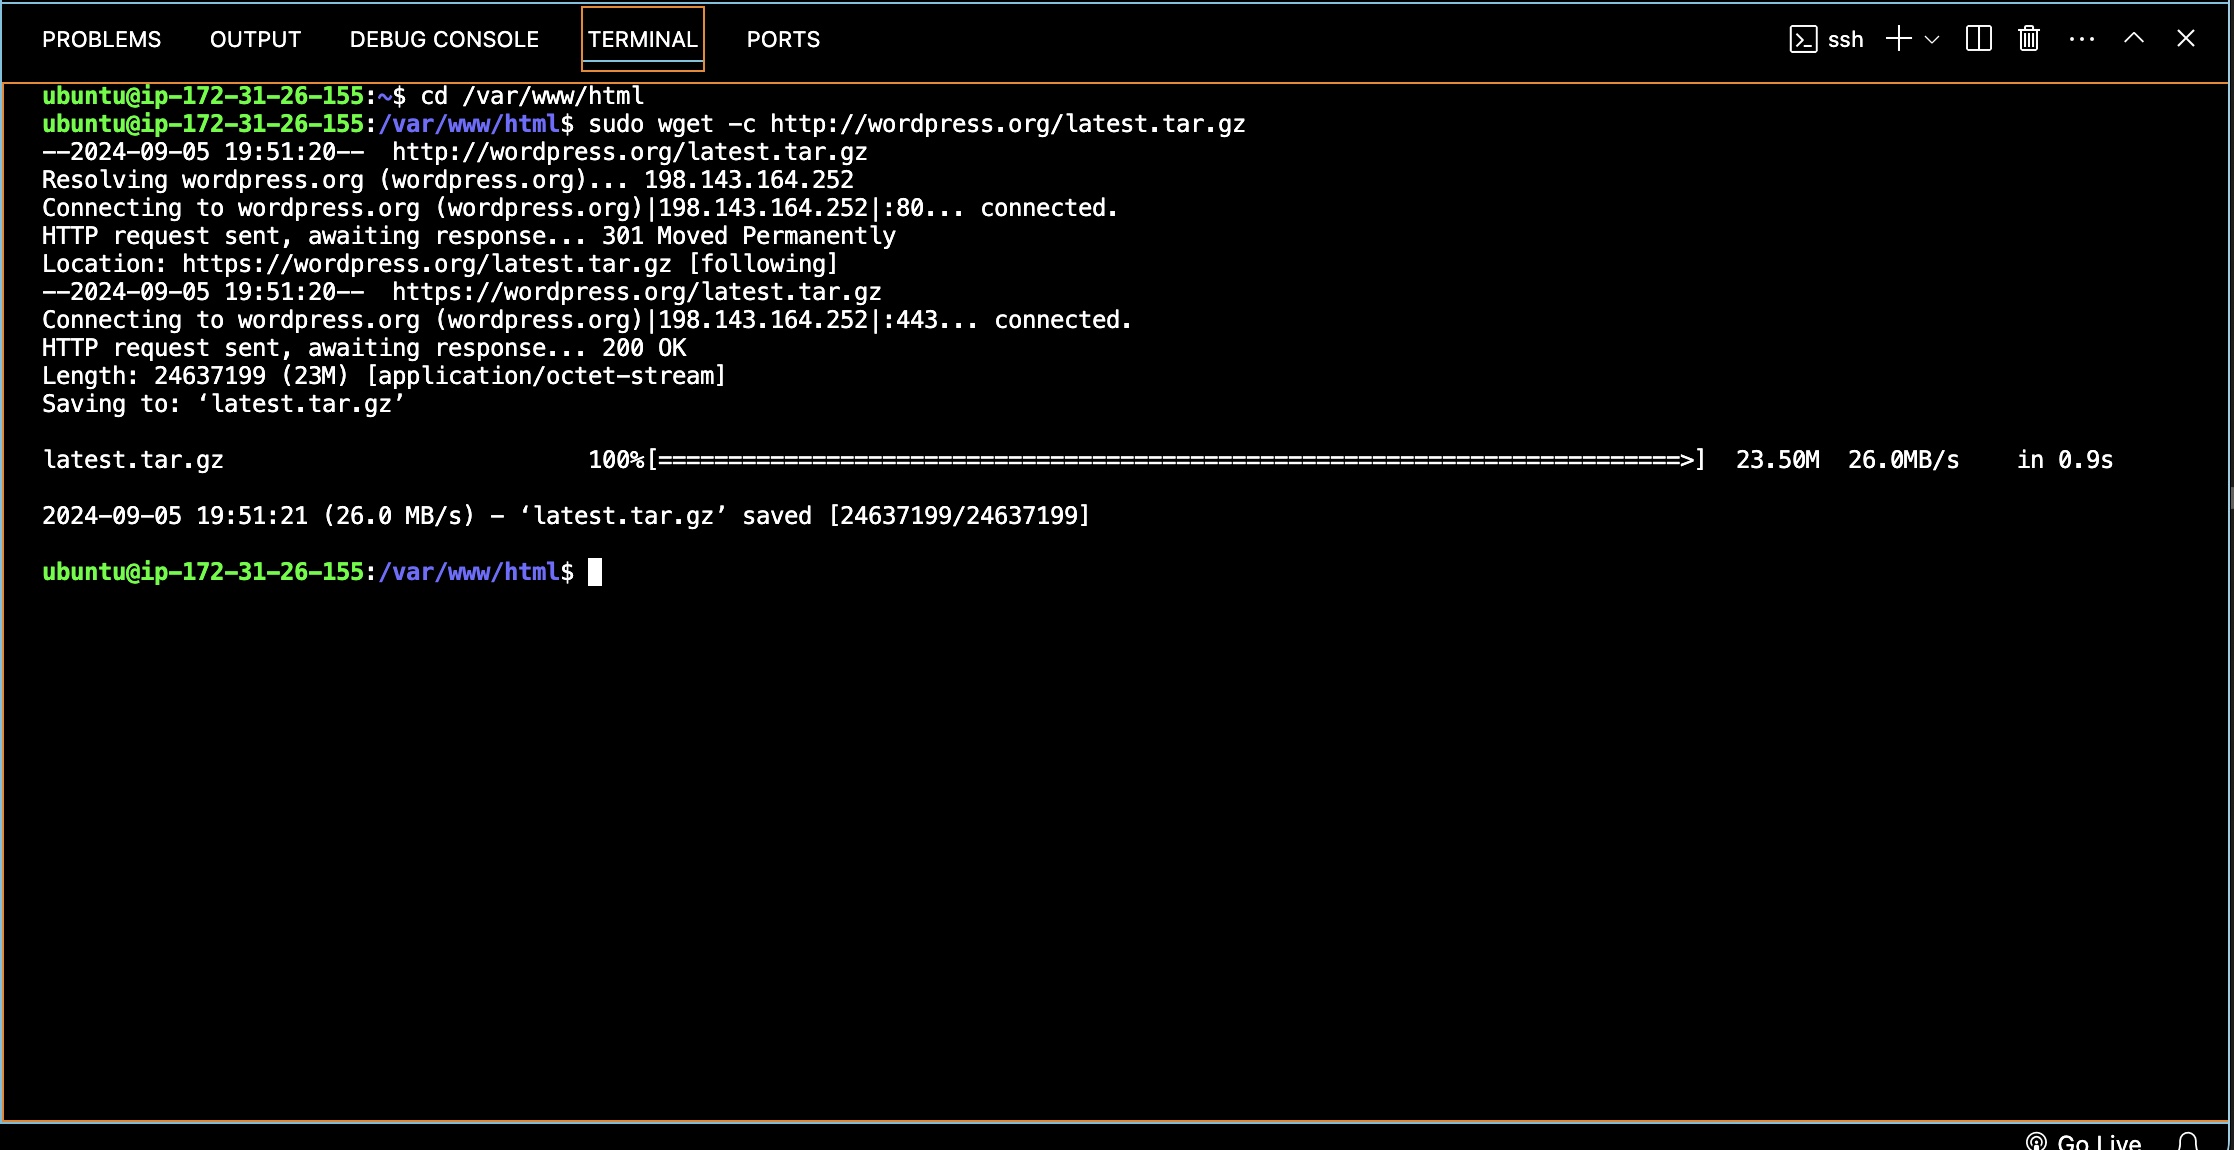 PROBLEMS OUTPUT DEBUG CONSOLE TERMINAL PORTS ssh
ubuntu@ip-172-31-26-155:~$ cd /var/www/html
ubuntu@ip-172-31-26-155:/var/www/html$ sudo wget -c http://wordpress.org/latest.tar.gz
--2024-09-05 19:51:20--  http://wordpress.org/latest.tar.gz
Resolving wordpress.org (wordpress.org)... 198.143.164.252
Connecting to wordpress.org (wordpress.org)|198.143.164.252|:80... connected.
HTTP request sent, awaiting response... 301 Moved Permanently
Location: https://wordpress.org/latest.tar.gz [following]
--2024-09-05 19:51:20--  https://wordpress.org/latest.tar.gz
Connecting to wordpress.org (wordpress.org)|198.143.164.252|:443... connected.
HTTP request sent, awaiting response... 200 OK
Length: 24637199 (23M) [application/octet-stream]
Saving to: ‘latest.tar.gz’
latest.tar.gz 100%[=========================================================================>] 23.50M 26.0MB/s in 0.9s
2024-09-05 19:51:21 (26.0 MB/s) - ‘latest.tar.gz’ saved [24637199/24637199]
ubuntu@ip-172-31-26-155:/var/www/html$
Go Live